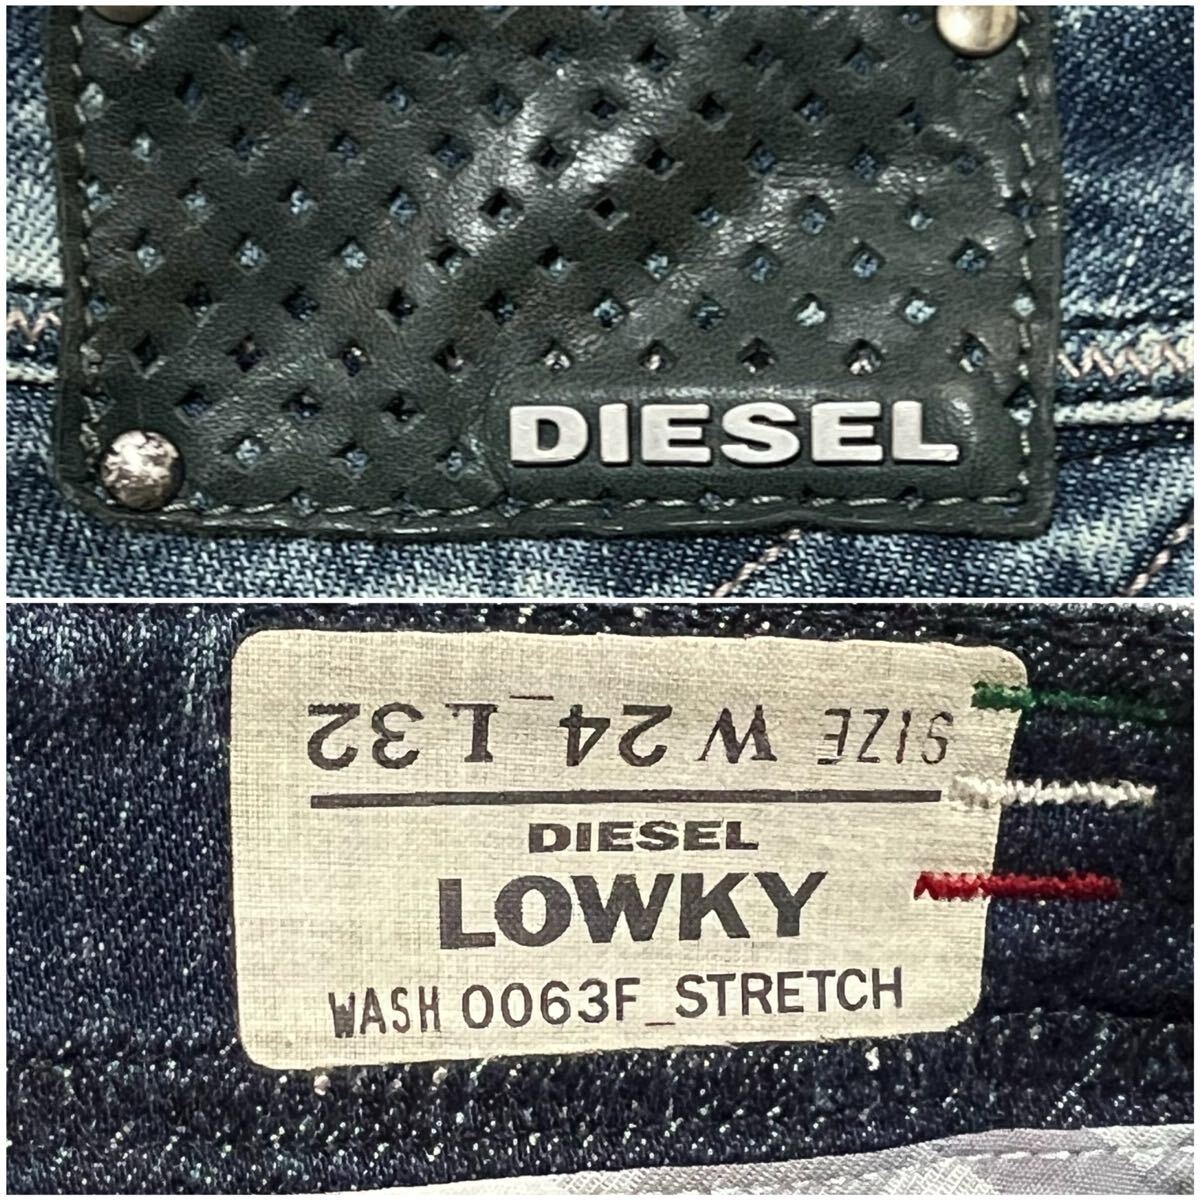 DIESEL
SIZE W 24_L 32
DIESEL
LOWKY
WASH 0063F_STRETCH